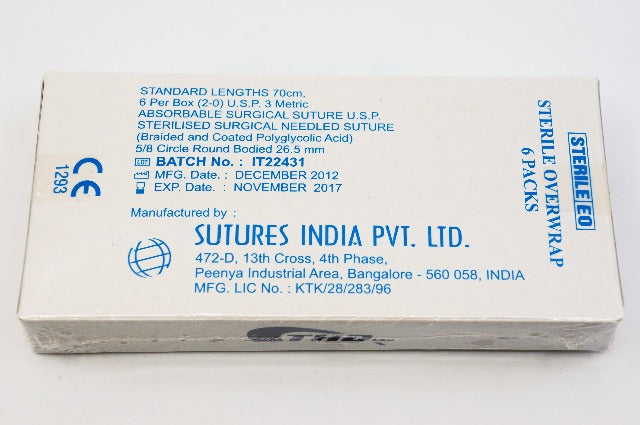 STANDARD LENGTHS 70cm.
6 Per Box (2-0) U.S.P. 3 Metric
ABSORBABLE SURGICAL SUTURE U.S.P.
STERILISED SURGICAL NEEDLED SUTURE
(Braided and Coated Polyglycolic Acid)
5/8 Circle Round Bodied 26.5 mm
LOT BATCH No. : IT22431
MFG. Date. : DECEMBER 2012
EXP. Date. : NOVEMBER 2017
Manufactured by :
SUTURES INDIA PVT. LTD.
472-D, 13th Cross, 4th Phase,
Peenya Industrial Area, Bangalore - 560 058, INDIA
MFG. LIC No. : KTK/28/283/96
CE
1293
STERILE EO
STERILE OVERWRAP
6 PACKS